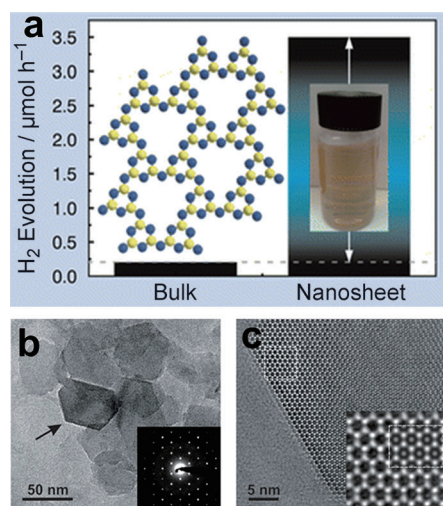 a
H₂ Evolution / μmol h⁻¹
3.5
3.0
2.5
2.0
1.5
1.0
0.5
0.0
Bulk Nanosheet
b
50 nm
c
5 nm